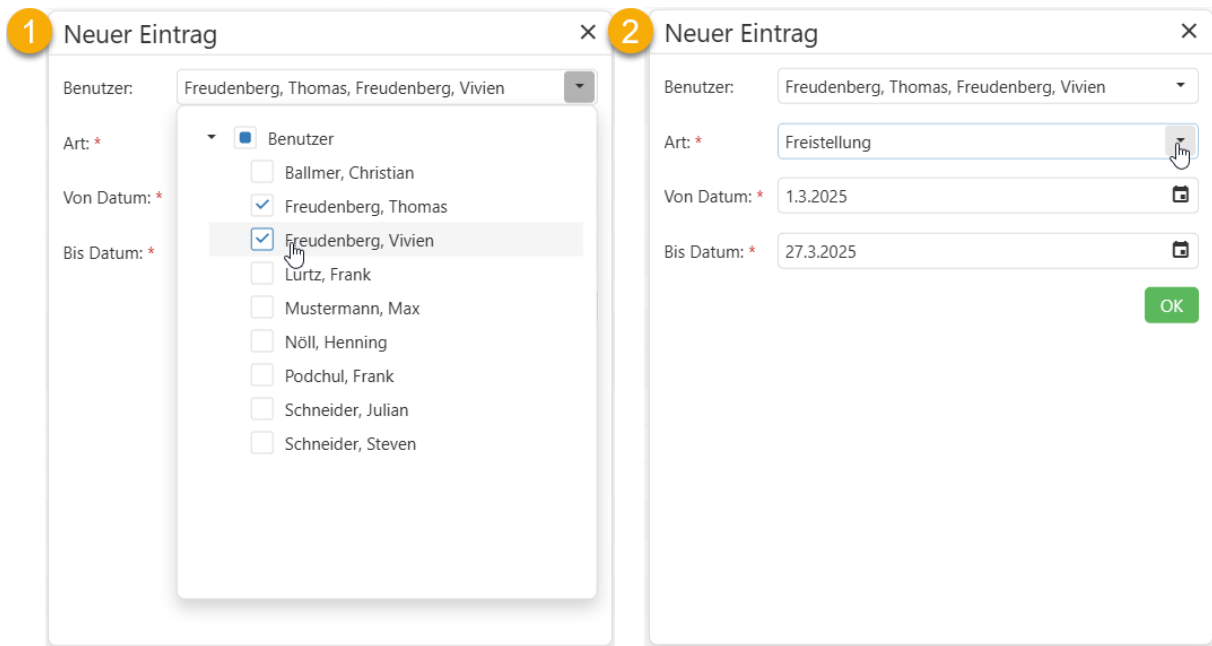 1
Neuer Eintrag
Benutzer: Freudenberg, Thomas, Freudenberg, Vivien
Art: *
Von Datum: *
Bis Datum: *
Benutzer
Ballmer, Christian
Freudenberg, Thomas
Freudenberg, Vivien
Lurtz, Frank
Mustermann, Max
Nöll, Henning
Podchul, Frank
Schneider, Julian
Schneider, Steven
2
Neuer Eintrag
Benutzer: Freudenberg, Thomas, Freudenberg, Vivien
Art: * Freistellung
Von Datum: * 1.3.2025
Bis Datum: * 27.3.2025
OK